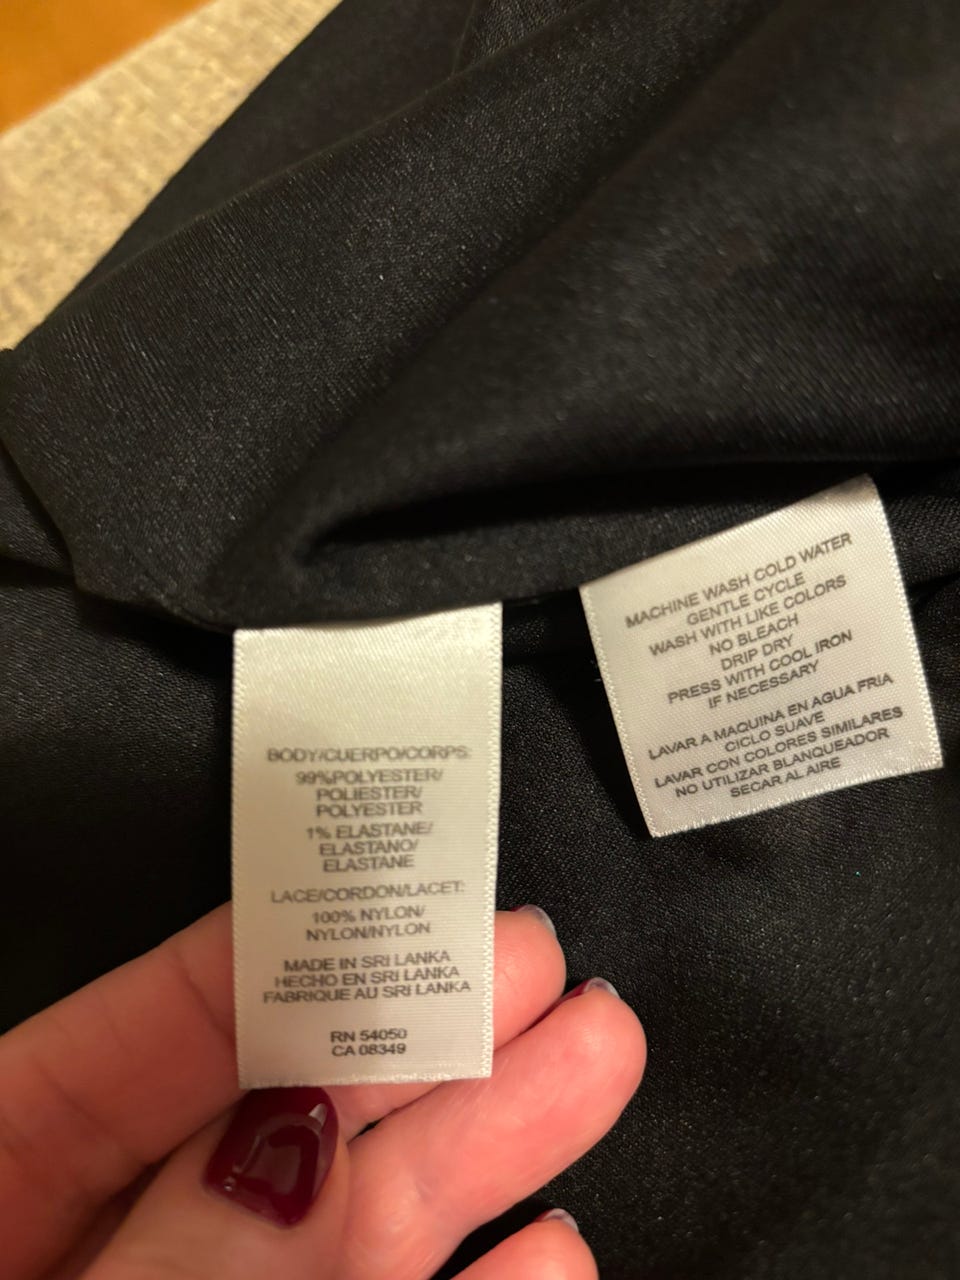 BODY/CUERPO/CORPS:
99%POLYESTER/
POLIESTER/
POLYESTER
1% ELASTANE/
ELASTANO/
ELASTANE
LACE/CORDON/LACET:
100% NYLON/
NYLON/NYLON
MADE IN SRI LANKA
HECHO EN SRI LANKA
FABRIQUE AU SRI LANKA
RN 54050
CA 08349
MACHINE WASH COLD WATER
GENTLE CYCLE
WASH WITH LIKE COLORS
NO BLEACH
DRIP DRY
PRESS WITH COOL IRON
IF NECESSARY
LAVAR A MAQUINA EN AGUA FRIA
CICLO SUAVE
LAVAR CON COLORES SIMILARES
NO UTILIZAR BLANQUEADOR
SECAR AL AIRE